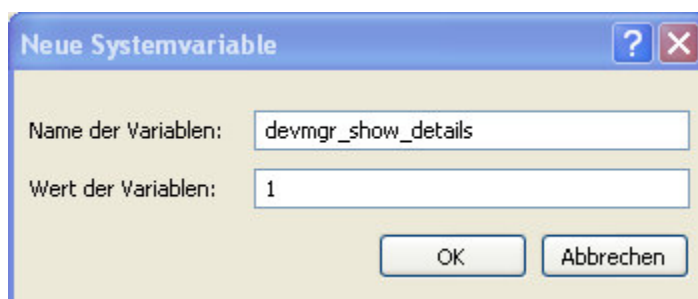 Neue Systemvariable
Name der Variablen: devmgr_show_details
Wert der Variablen: 1
OK Abbrechen